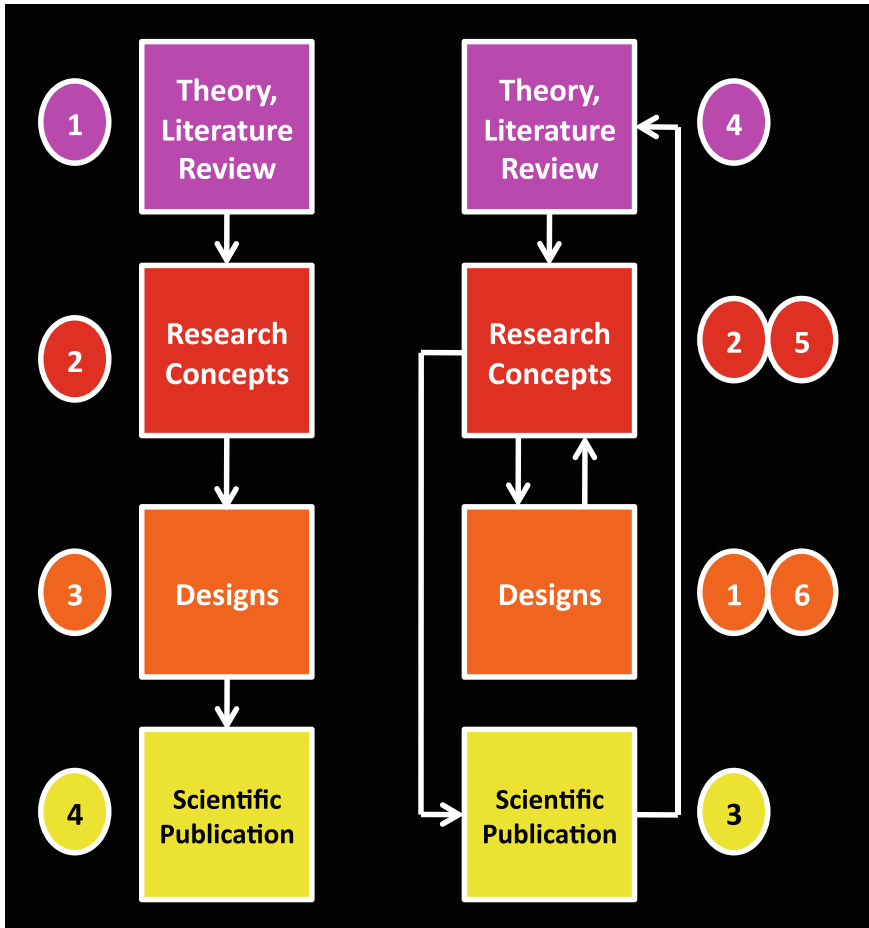 1
Theory,
Literature
Review
Theory,
Literature
Review
4
2
Research
Concepts
Research
Concepts
2
5
3
Designs
Designs
1
6
4
Scientific
Publication
Scientific
Publication
3